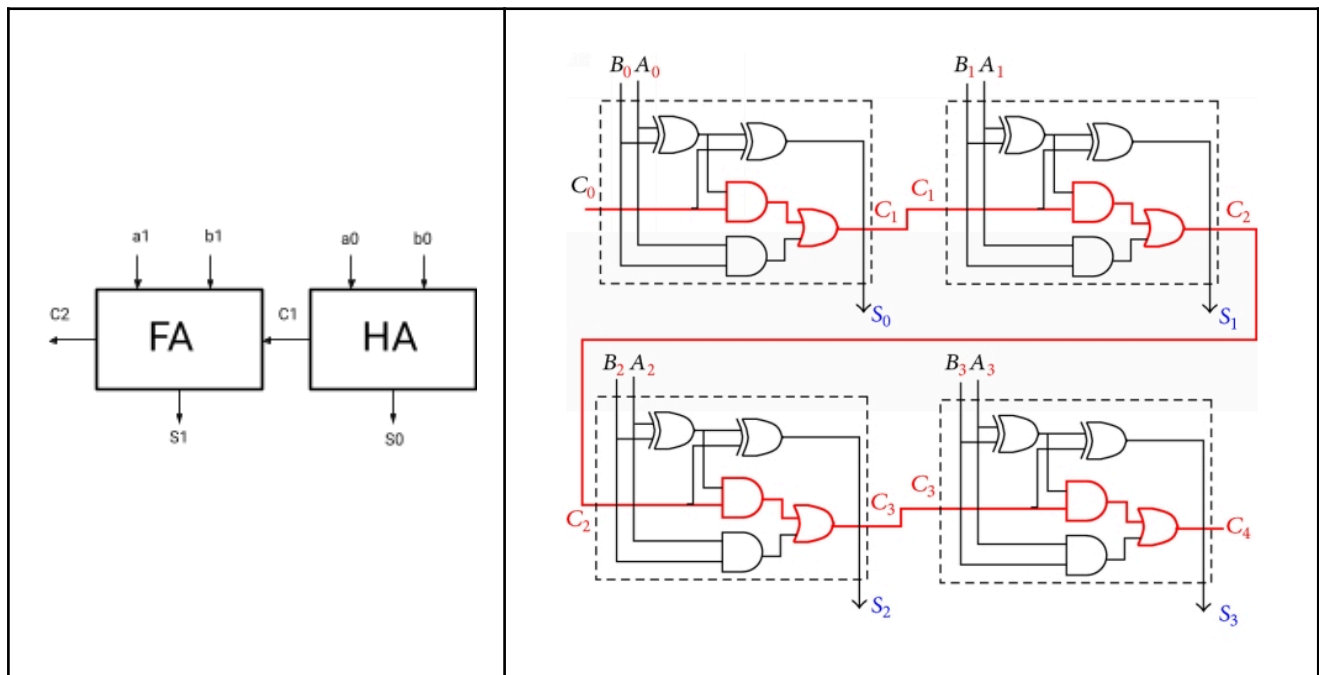 a1 b1 a0 b0
C2 FA C1 HA
S1 S0
B0 A0 B1 A1
C0 C1 C1 C2
S0 S1
B2 A2 B3 A3
C2 C3 C3 C4
S2 S3